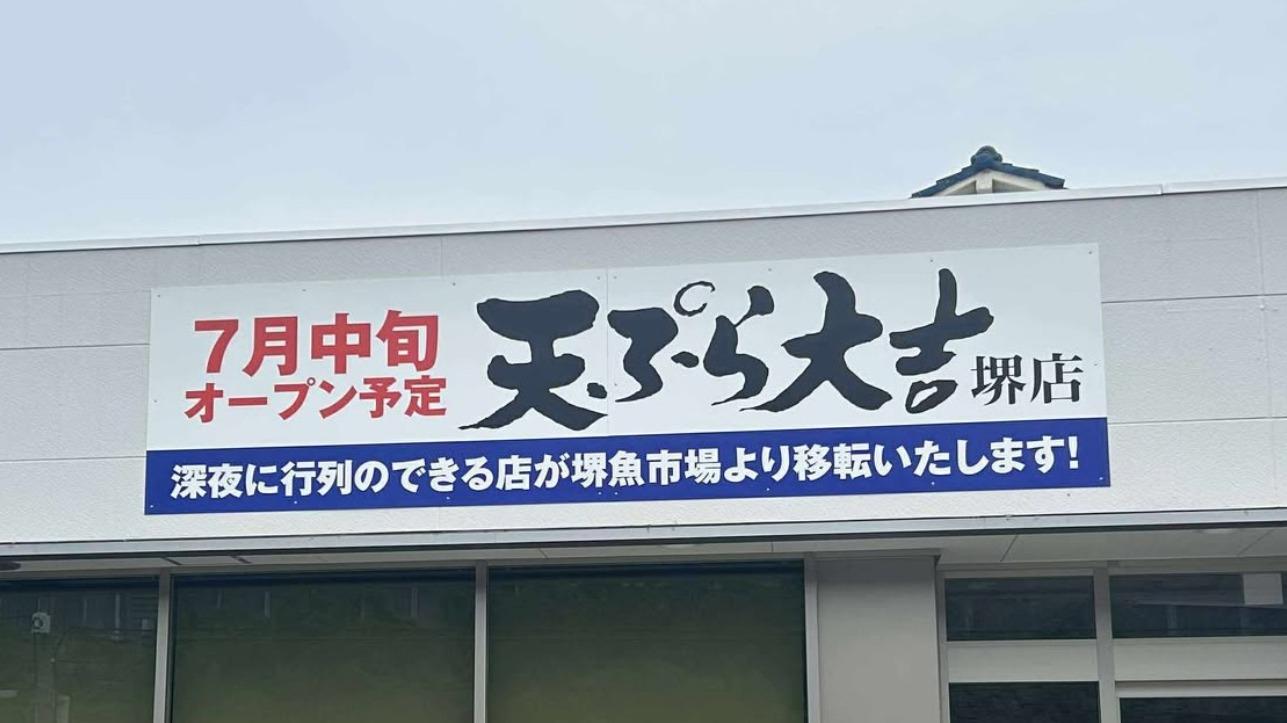 7月中旬
オープン予定
天ぷら大吉 堺店
深夜に行列のできる店が堺魚市場より移転いたします!